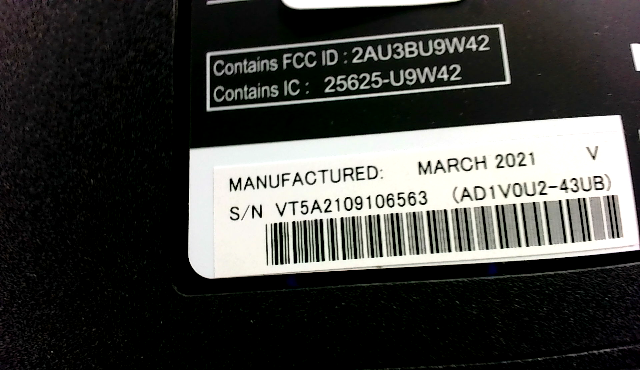 Contains FCC ID : 2AU3BU9W42
Contains IC : 25625-U9W42
MANUFACTURED: MARCH 2021 V
S/N VT5A2109106563 (AD1V0U2-43UB)